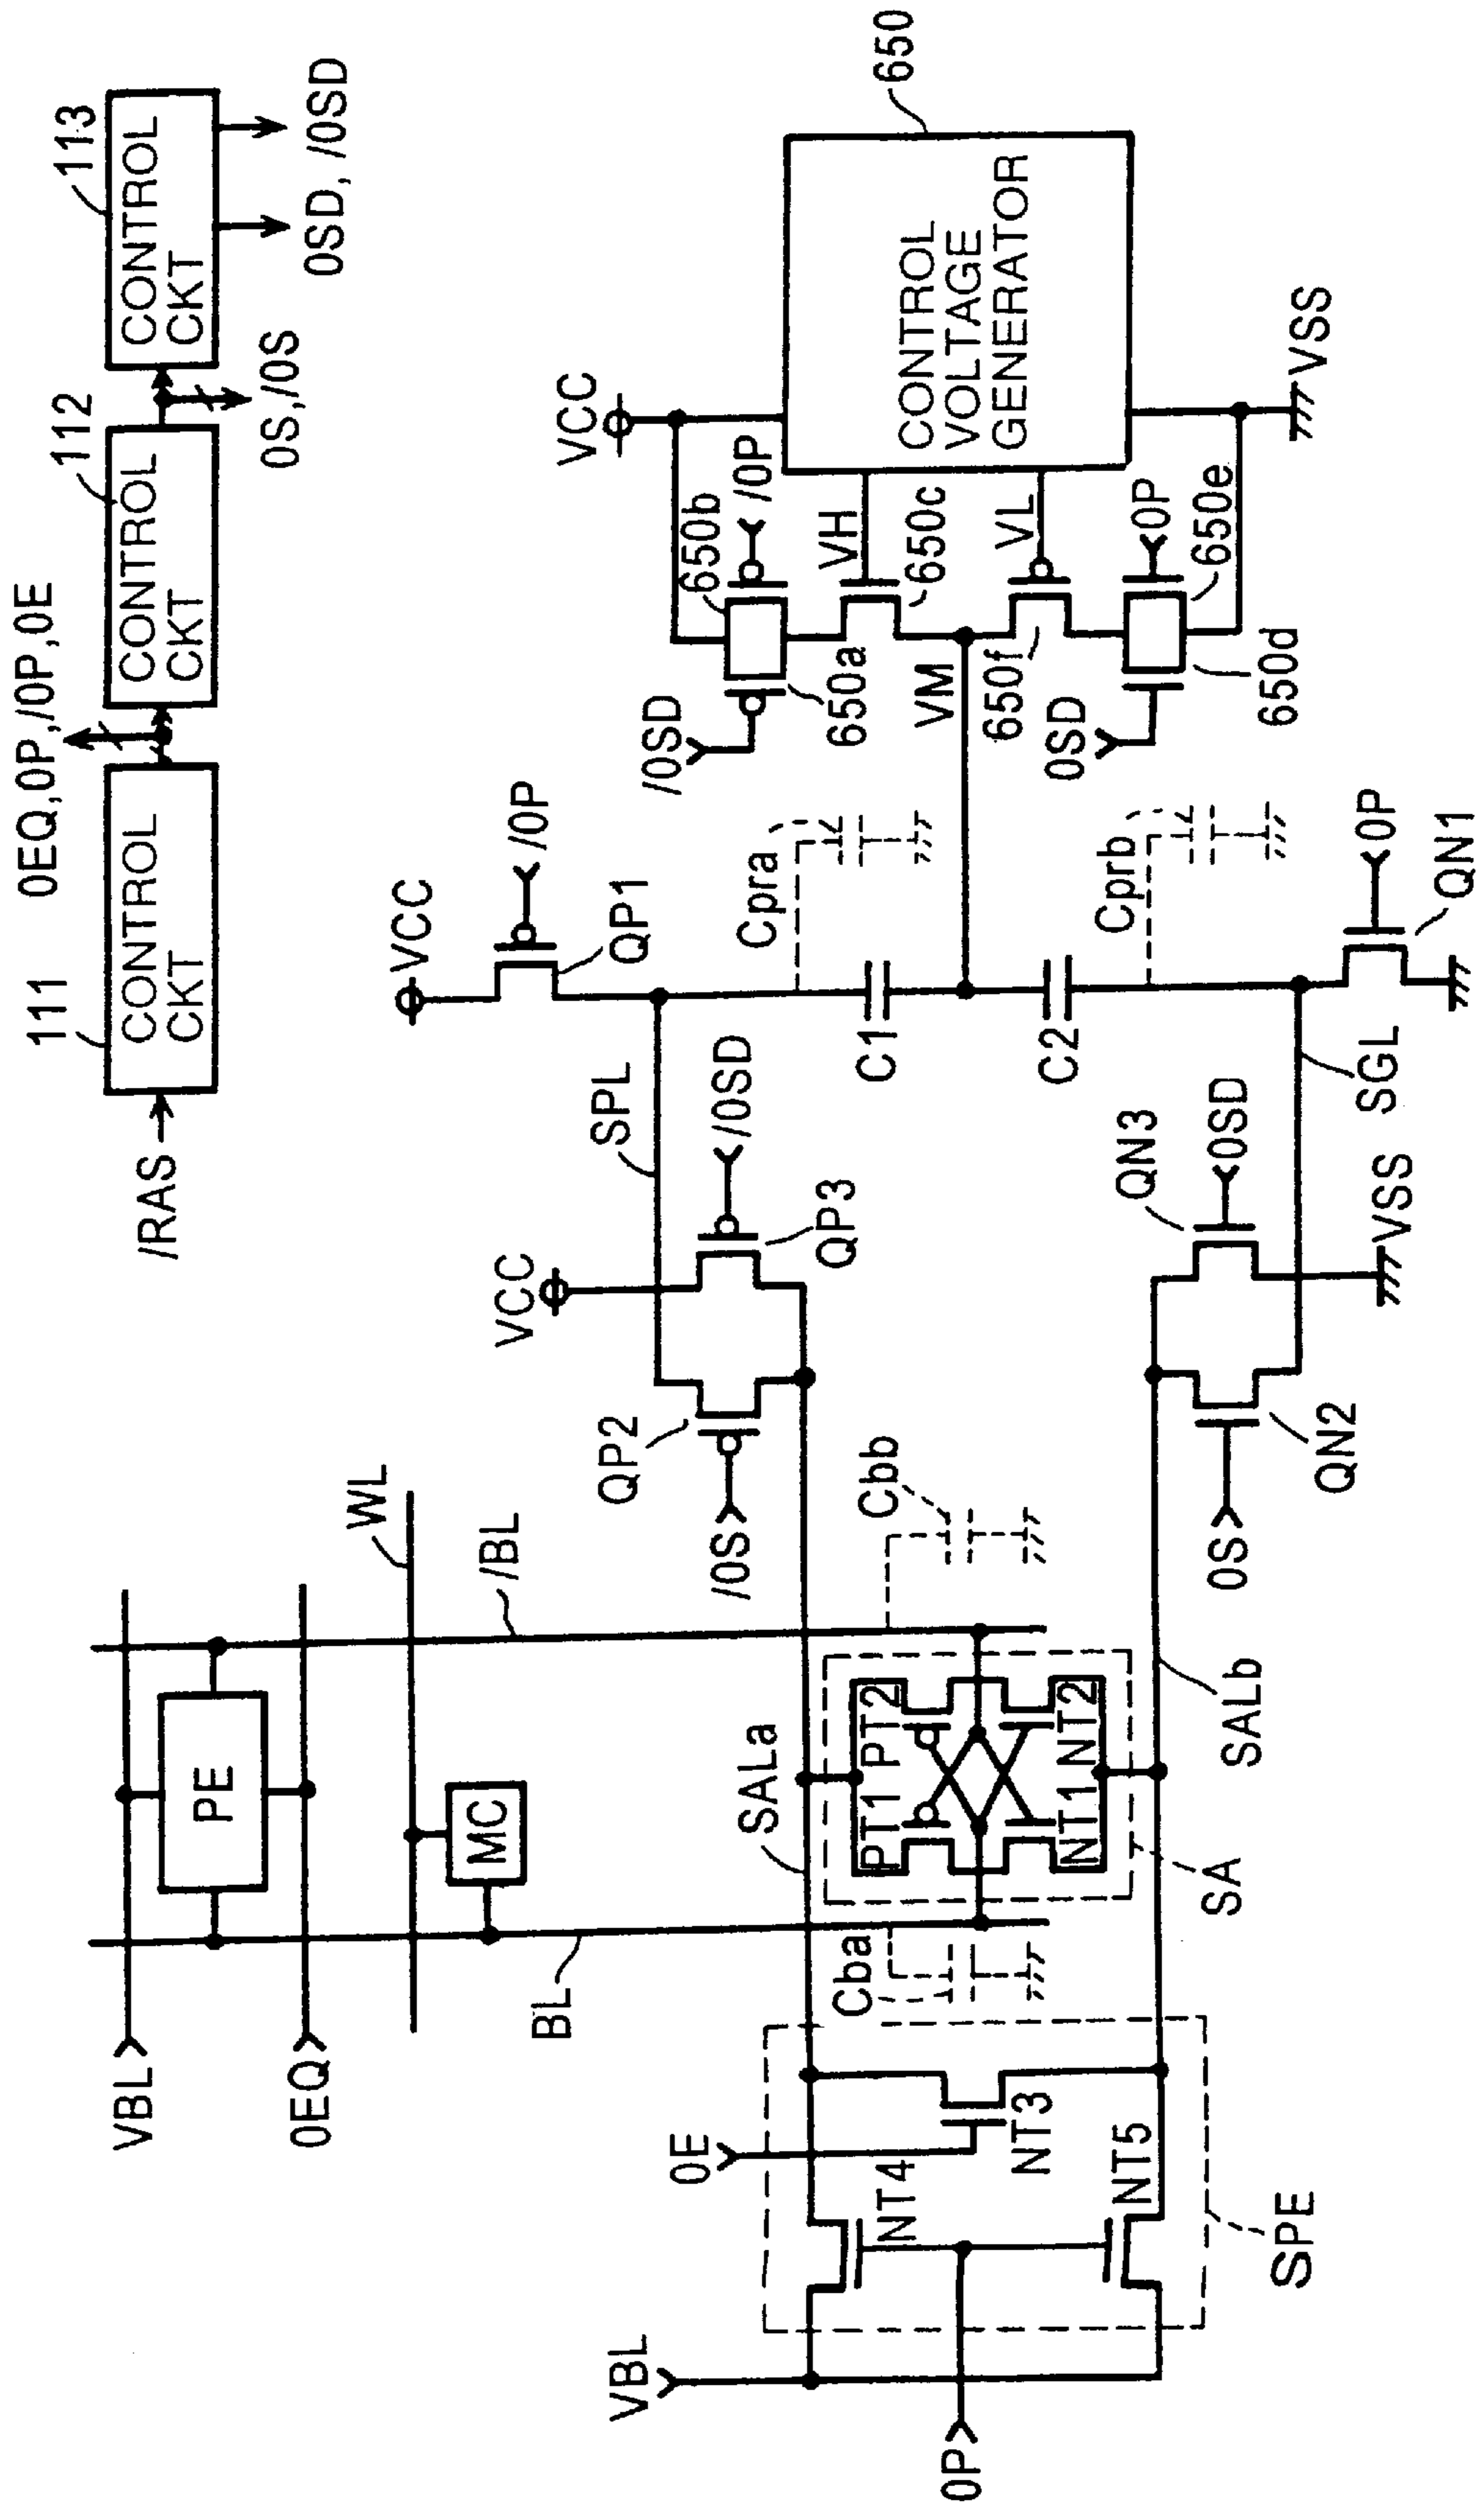 111
CONTROL
CKT
/RAS
0EQ,0P,/0P,0E
112
CONTROL
CKT
0S,/0S
113
CONTROL
CKT
0SD,/0SD
VBL
PE
0EQ
WL
MC
BL
/BL
VCC
/0P
QP1
SPL
VCC
QP2
QP3
/0S
/0SD
VCC
650b
/0P
/0SD
650a
VH
650c
VM
650f
VL
0SD
0P
650e
650d
650
CONTROL
VOLTAGE
GENERATOR
VSS
Cpra
C1
C2
Cprb
0P
QN1
SGL
QN3
0SD
VSS
0S
QN2
SALa
Cba
Cbb
PT1
PT2
NT1
NT2
SA
SALb
0E
NT4
NT3
NT5
VBL
0P
SPE